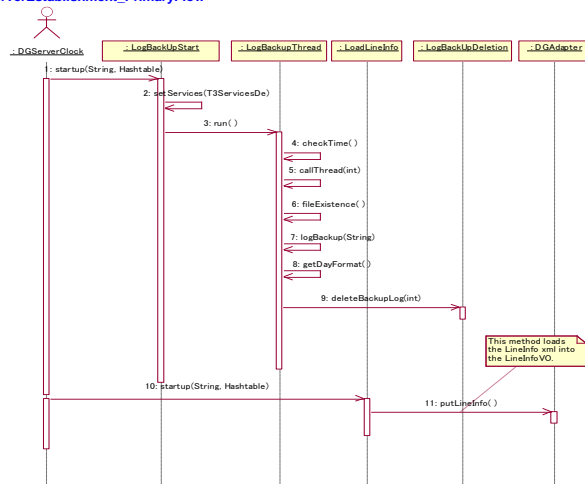 : DGServerClock
: LogBackUpStart
: LogBackupThread
: LoadLineInfo
: LogBackUpDeletion
: DGAdapter
1: startup(String, Hashtable)
2: setServices(T3ServicesDe)
3: run( )
4: checkTime( )
5: callThread(int)
6: fileExistence( )
7: logBackup(String)
8: getDayFormat( )
9: deleteBackupLog(int)
This method loads
the LineInfo xml into
the LineInfoVO.
10: startup(String, Hashtable)
11: putLineInfo( )